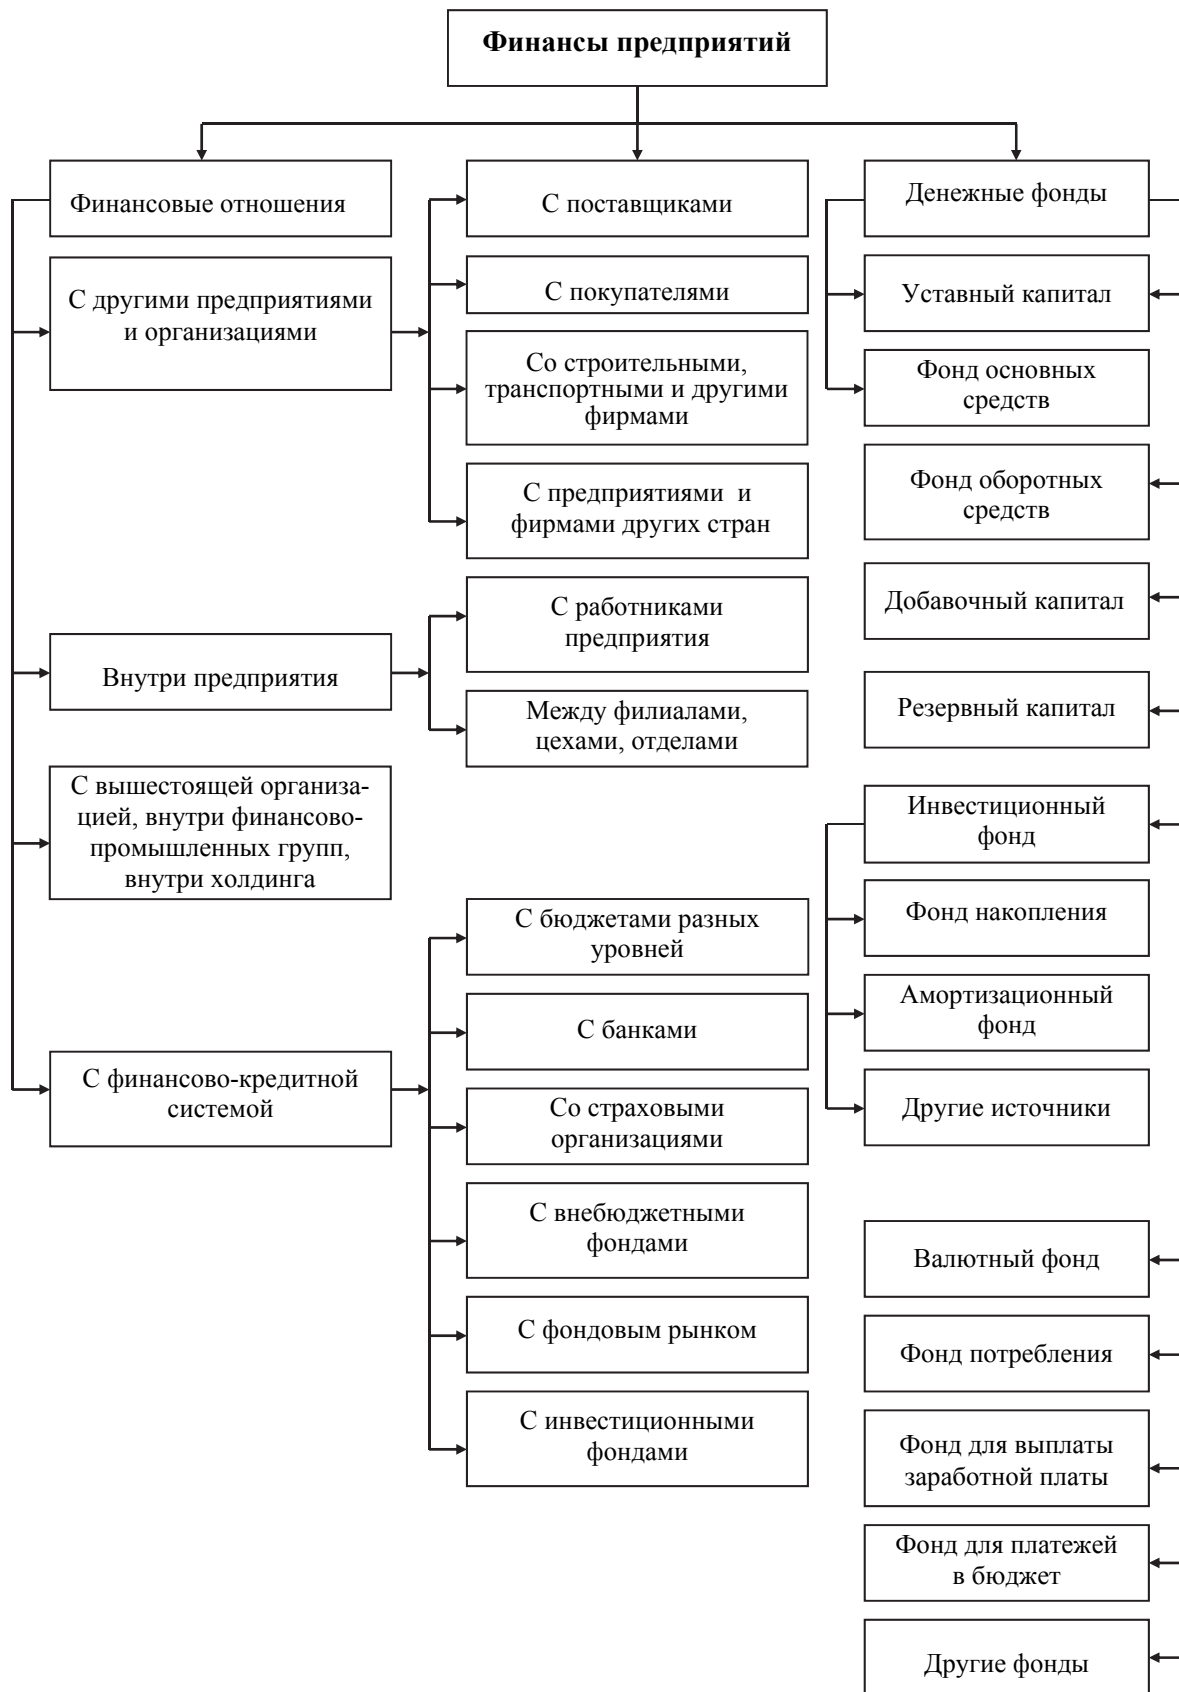 Финансы предприятий
Финансовые отношения
С другими предприятиями
и организациями
Внутри предприятия
С вышестоящей организа-
цией, внутри финансово-
промышленных групп,
внутри холдинга
С финансово-кредитной
системой
С поставщиками
С покупателями
Со строительными,
транспортными и другими
фирмами
С предприятиями и
фирмами других стран
С работниками
предприятия
Между филиалами,
цехами, отделами
С бюджетами разных
уровней
С банками
Со страховыми
организациями
С внебюджетными
фондами
С фондовым рынком
С инвестиционными
фондами
Денежные фонды
Уставный капитал
Фонд основных
средств
Фонд оборотных
средств
Добавочный капитал
Резервный капитал
Инвестиционный
фонд
Фонд накопления
Амортизационный
фонд
Другие источники
Валютный фонд
Фонд потребления
Фонд для выплаты
заработной платы
Фонд для платежей
в бюджет
Другие фонды